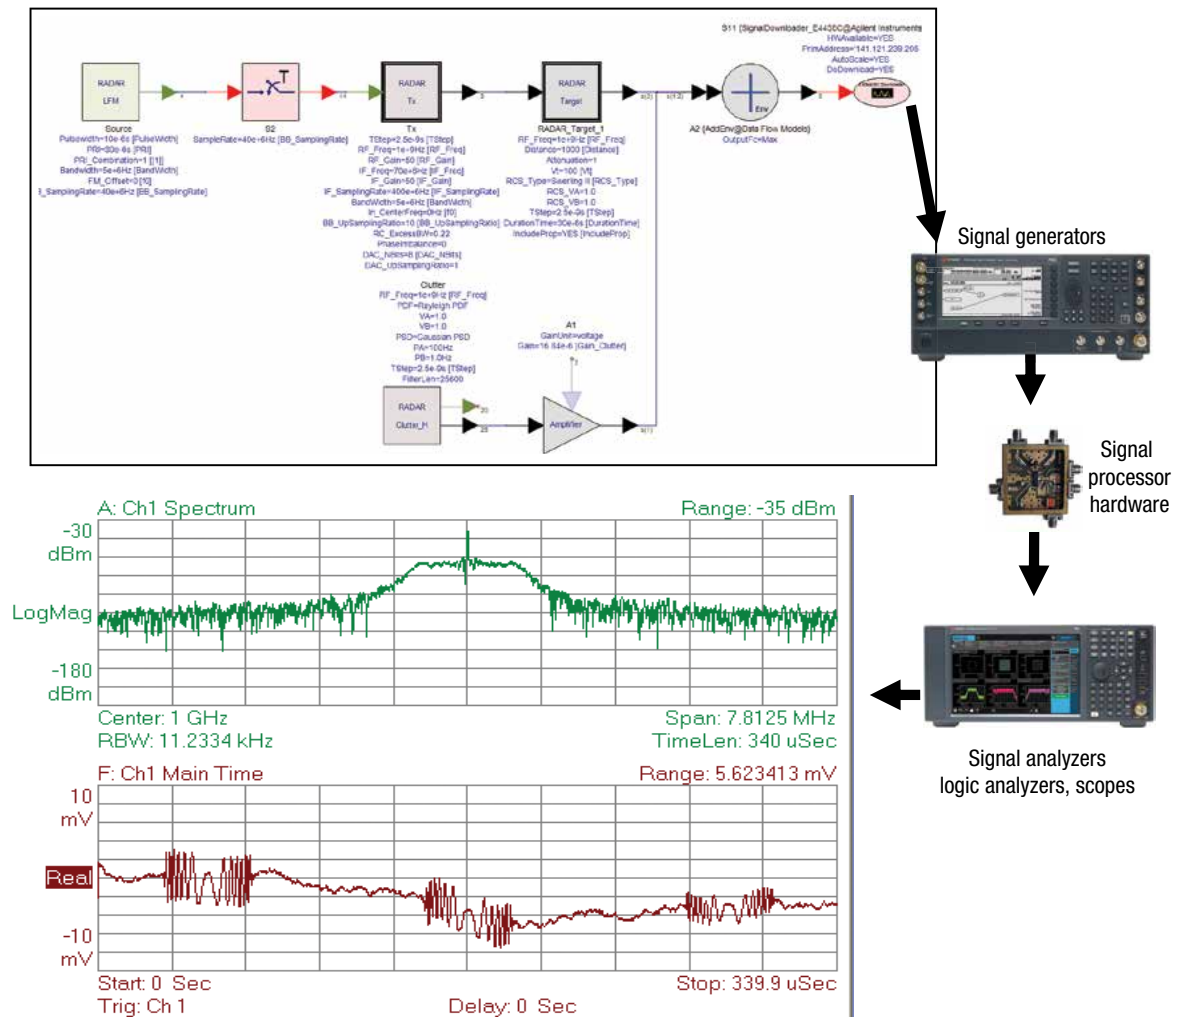 S11 [SignalDownloader_E4438C@Agilent Instruments
HWAvailable=YES
PrimAddress='141.121.239.205
AutoScale=YES
DoDownload=YES
RADAR
LFM
Source
Pulsewidth=10e-6s [PulseWidth]
PRI=30e-6s [PRI]
PRI_Combination=1 [[1]]
Bandwidth=5e+6Hz [BandWidth]
FM_Offset=0 [f0]
B_SamplingRate=40e+6Hz [BB_SamplingRate]
T
S2
SampleRate=40e+6Hz [BB_SamplingRate]
RADAR
Tx
Tx
TStep=2.5e-9s [TStep]
RF_Freq=1e+9Hz [RF_Freq]
RF_Gain=50 [RF_Gain]
IF_Freq=70e+6Hz [IF_Freq]
IF_Gain=50 [IF_Gain]
IF_SamplingRate=400e+6Hz [IF_SamplingRate]
BandWidth=5e+6Hz [BandWidth]
In_CenterFreq=0Hz [f0]
BB_UpSamplingRatio=10 [BB_UpSamplingRatio]
RC_ExcessBW=0.22
PhaseImbalance=0
DAC_NBits=8 [DAC_NBits]
DAC_UpSamplingRatio=1
RADAR
Target
RADAR_Target_1
RF_Freq=1e+9Hz [RF_Freq]
Distance=1000 [Distance]
Attenuation=1
Vt=100 [Vt]
RCS_Type=Swerling II [RCS_Type]
RCS_VA=1.0
RCS_VB=1.0
TStep=2.5e-9s [TStep]
DurationTime=30e-6s [DurationTime]
IncludeProp=YES [IncludeProp]
Env
A2 [AddEnv@Data Flow Models]
OutputFc=Max
Clutter
RF_Freq=1e+9Hz [RF_Freq]
PDF=Rayleigh PDF
VA=1.0
VB=1.0
PSD=Gaussian PSD
PA=100Hz
PB=1.0Hz
TStep=2.5e-9s [TStep]
FilterLen=25600
RADAR
Clutter_H
A1
GainUnit=voltage
Gain=16.84e-6 [Gain_Clutter]
Amplifier
Signal generators
Signal
processor
hardware
Signal analyzers
logic analyzers, scopes
A: Ch1 Spectrum
Range: -35 dBm
-30
dBm
LogMag
-180
dBm
Center: 1 GHz
Span: 7.8125 MHz
RBW: 11.2334 kHz
TimeLen: 340 uSec
F: Ch1 Main Time
Range: 5.623413 mV
10
mV
Real
-10
mV
Start: 0 Sec
Stop: 339.9 uSec
Trig: Ch 1
Delay: 0 Sec